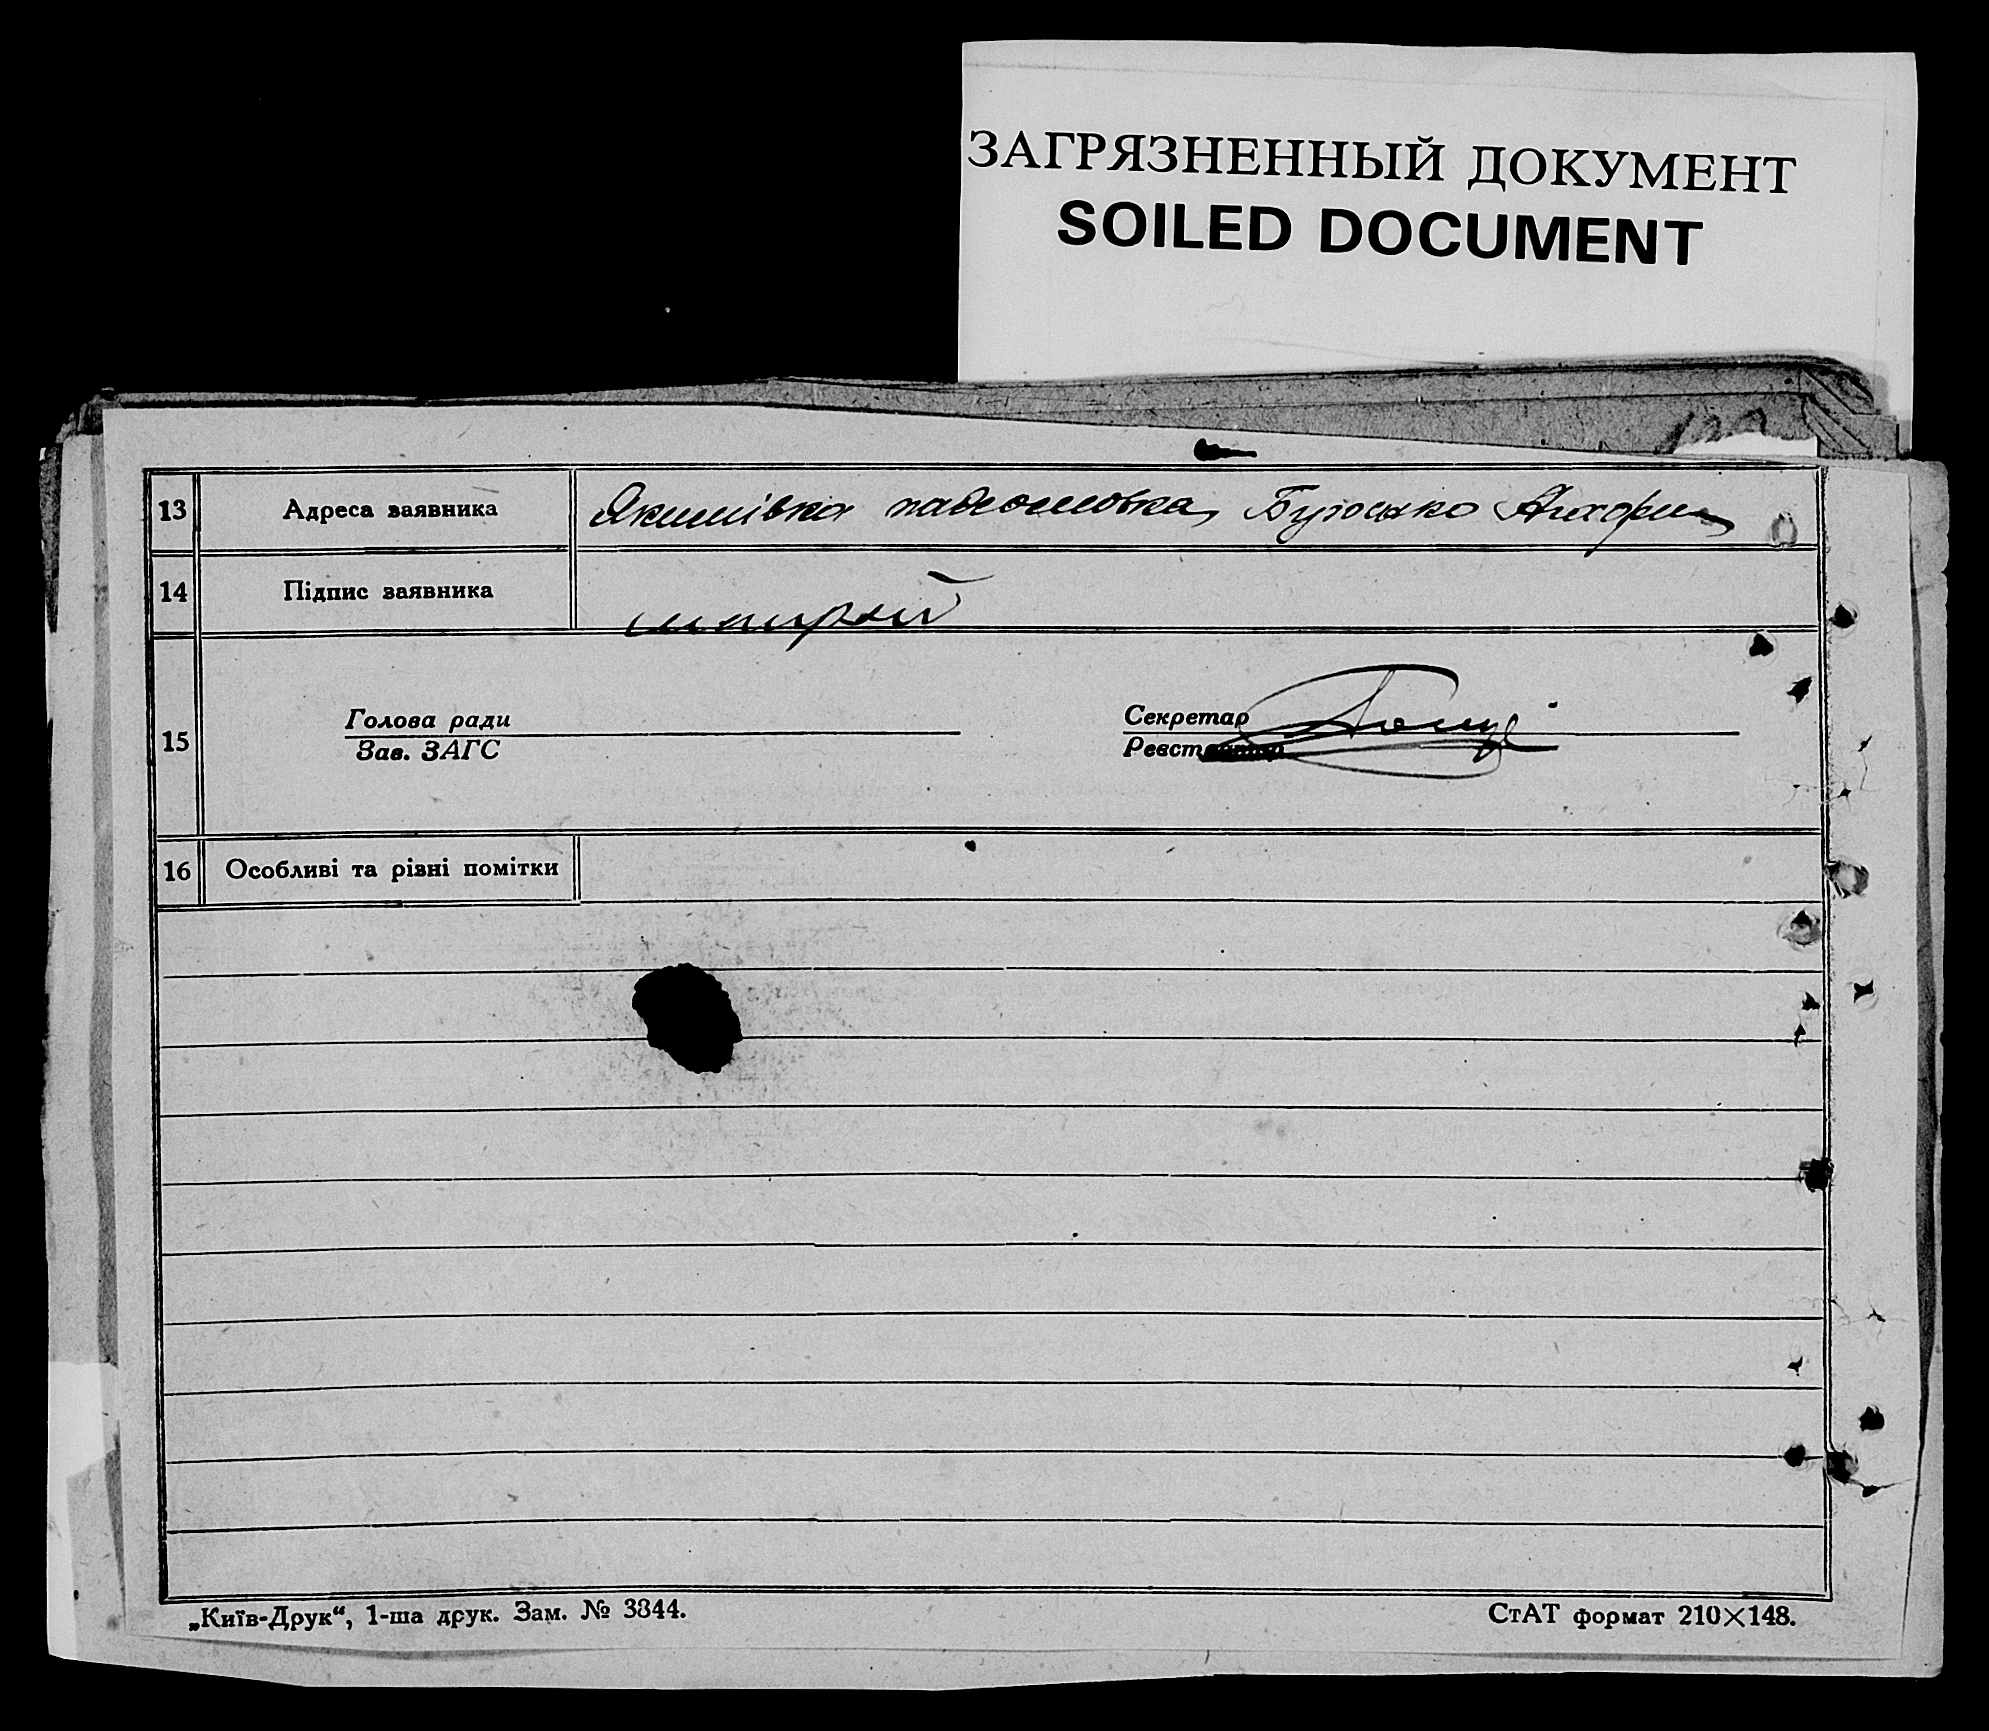 ЗАГРЯЗНЕННЫЙ ДОКУМЕНТ
SOILED DOCUMENT
13 Адреса заявника Якимівка
14 Підпис заявника
15 Голова ради Секретар
Зав. ЗАГС Реєстратор
16 Особливі та різні помітки
„Київ-Друк“, 1-ша друк. Зам. № 3844. СтАТ формат 210×148.